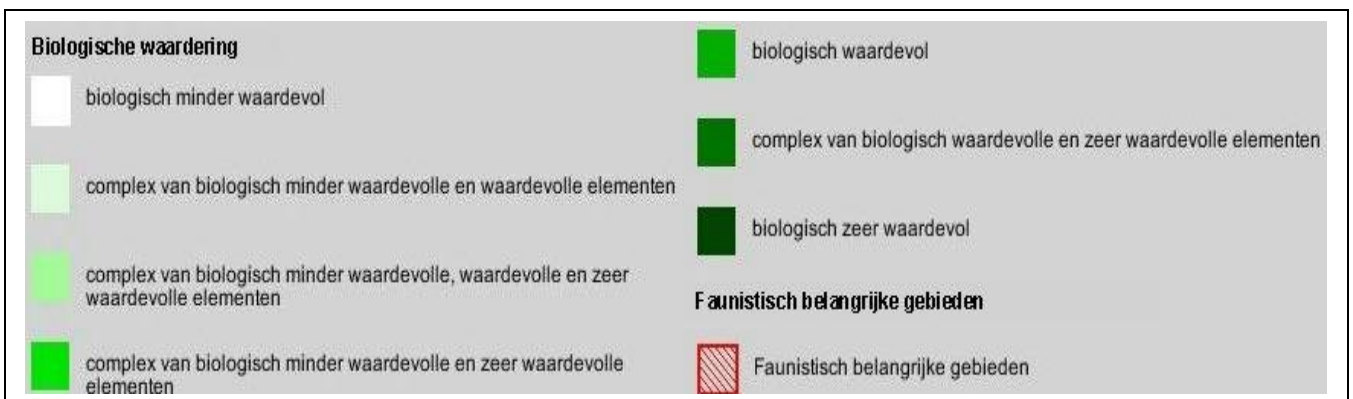 Biologische waardering
biologisch minder waardevol
complex van biologisch minder waardevolle en waardevolle elementen
complex van biologisch minder waardevolle, waardevolle en zeer
waardevolle elementen
complex van biologisch minder waardevolle en zeer waardevolle
elementen
biologisch waardevol
complex van biologisch waardevolle en zeer waardevolle elementen
biologisch zeer waardevol
Faunistisch belangrijke gebieden
Faunistisch belangrijke gebieden